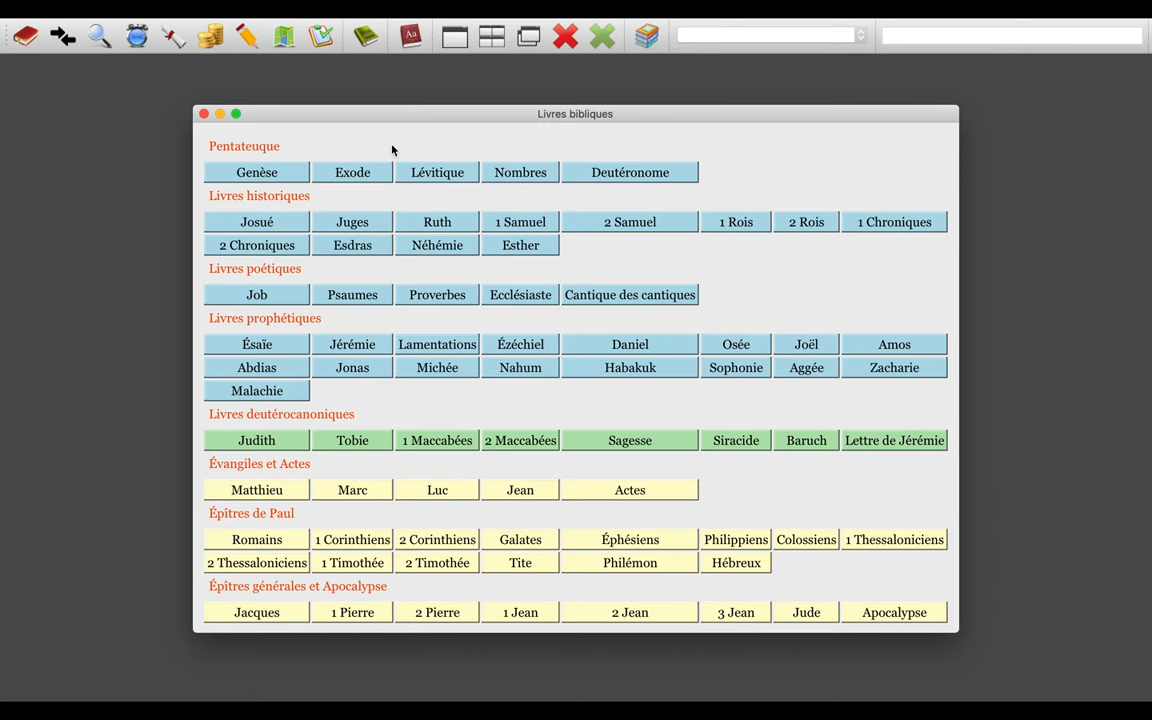 Aa
Livres bibliques
Pentateuque
Genèse Exode Lévitique Nombres Deutéronome
Livres historiques
Josué Juges Ruth 1 Samuel 2 Samuel 1 Rois 2 Rois 1 Chroniques
2 Chroniques Esdras Néhémie Esther
Livres poétiques
Job Psaumes Proverbes Ecclésiaste Cantique des cantiques
Livres prophétiques
Ésaïe Jérémie Lamentations Ézéchiel Daniel Osée Joël Amos
Abdias Jonas Michée Nahum Habakuk Sophonie Aggée Zacharie
Malachie
Livres deutérocanoniques
Judith Tobie 1 Maccabées 2 Maccabées Sagesse Siracide Baruch Lettre de Jérémie
Évangiles et Actes
Matthieu Marc Luc Jean Actes
Épîtres de Paul
Romains 1 Corinthiens 2 Corinthiens Galates Éphésiens Philippiens Colossiens 1 Thessaloniciens
2 Thessaloniciens 1 Timothée 2 Timothée Tite Philémon Hébreux
Épîtres générales et Apocalypse
Jacques 1 Pierre 2 Pierre 1 Jean 2 Jean 3 Jean Jude Apocalypse